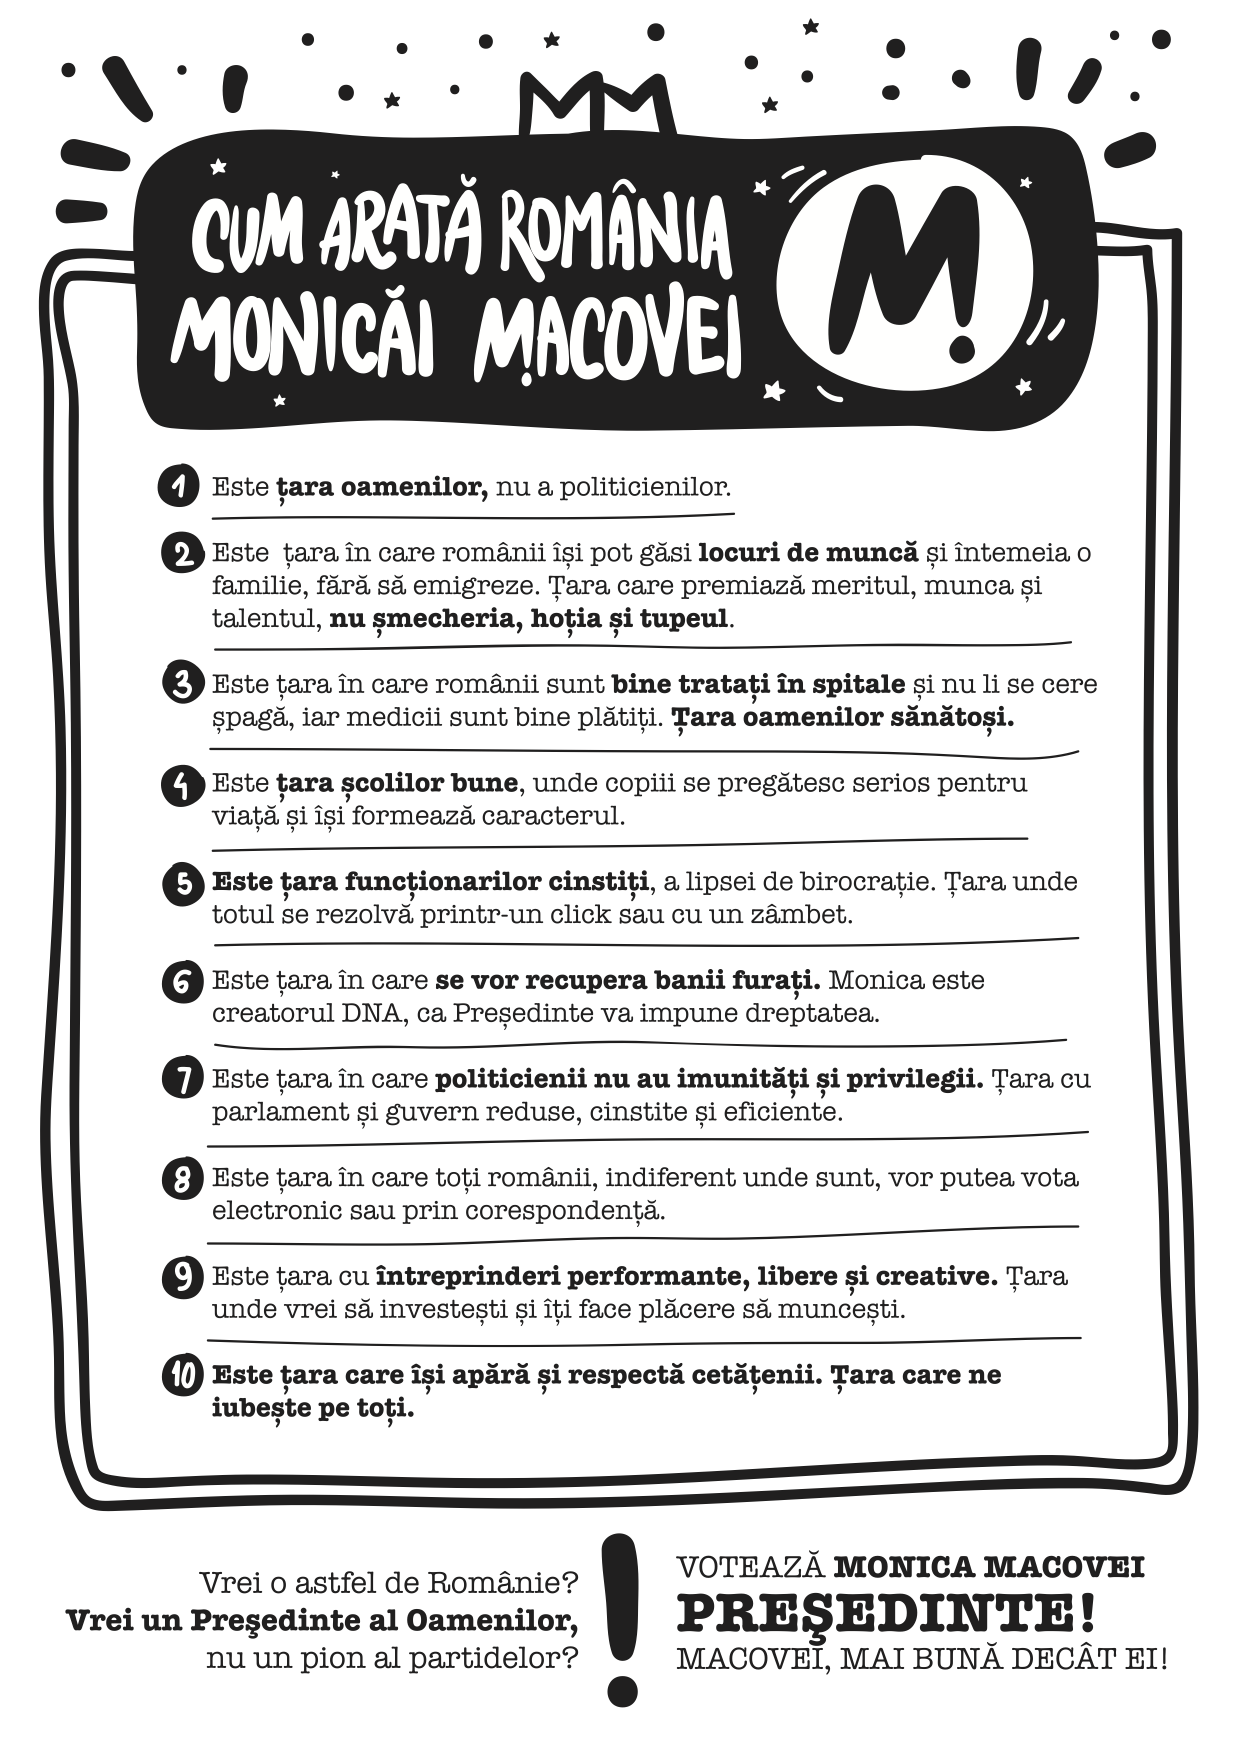 CUM ARATĂ ROMÂNIA
MONICĂI MACOVEI
M!
1 Este țara oamenilor, nu a politicienilor.
2 Este țara în care românii își pot găsi locuri de muncă și întemeia o
familie, fără să emigreze. Țara care premiază meritul, munca și
talentul, nu șmecheria, hoția și tupeul.
3 Este țara în care românii sunt bine tratați în spitale și nu li se cere
șpagă, iar medicii sunt bine plătiți. Țara oamenilor sănătoși.
4 Este țara școlilor bune, unde copiii se pregătesc serios pentru
viață și își formează caracterul.
5 Este țara funcționarilor cinstiți, a lipsei de birocrație. Țara unde
totul se rezolvă printr-un click sau cu un zâmbet.
6 Este țara în care se vor recupera banii furați. Monica este
creatorul DNA, ca Președinte va impune dreptatea.
7 Este țara în care politicienii nu au imunități și privilegii. Țara cu
parlament și guvern reduse, cinstite și eficiente.
8 Este țara în care toți românii, indiferent unde sunt, vor putea vota
electronic sau prin corespondență.
9 Este țara cu întreprinderi performante, libere și creative. Țara
unde vrei să investești și îți face plăcere să muncești.
10 Este țara care își apără și respectă cetățenii. Țara care ne
iubește pe toți.
Vrei o astfel de Românie?
Vrei un Preşedinte al Oamenilor,
nu un pion al partidelor?
!
VOTEAZĂ MONICA MACOVEI
PREŞEDINTE!
MACOVEI, MAI BUNĂ DECÂT EI!